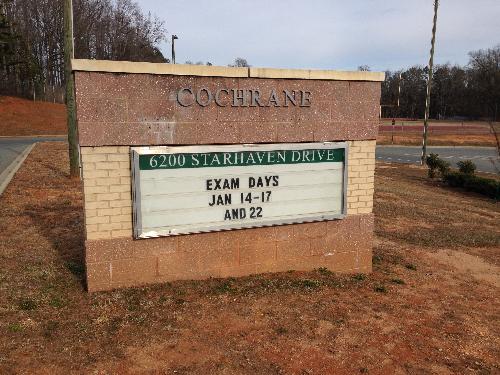 COCHRANE
6200 STARHAVEN DRIVE
EXAM DAYS
JAN 14-17
AND 22